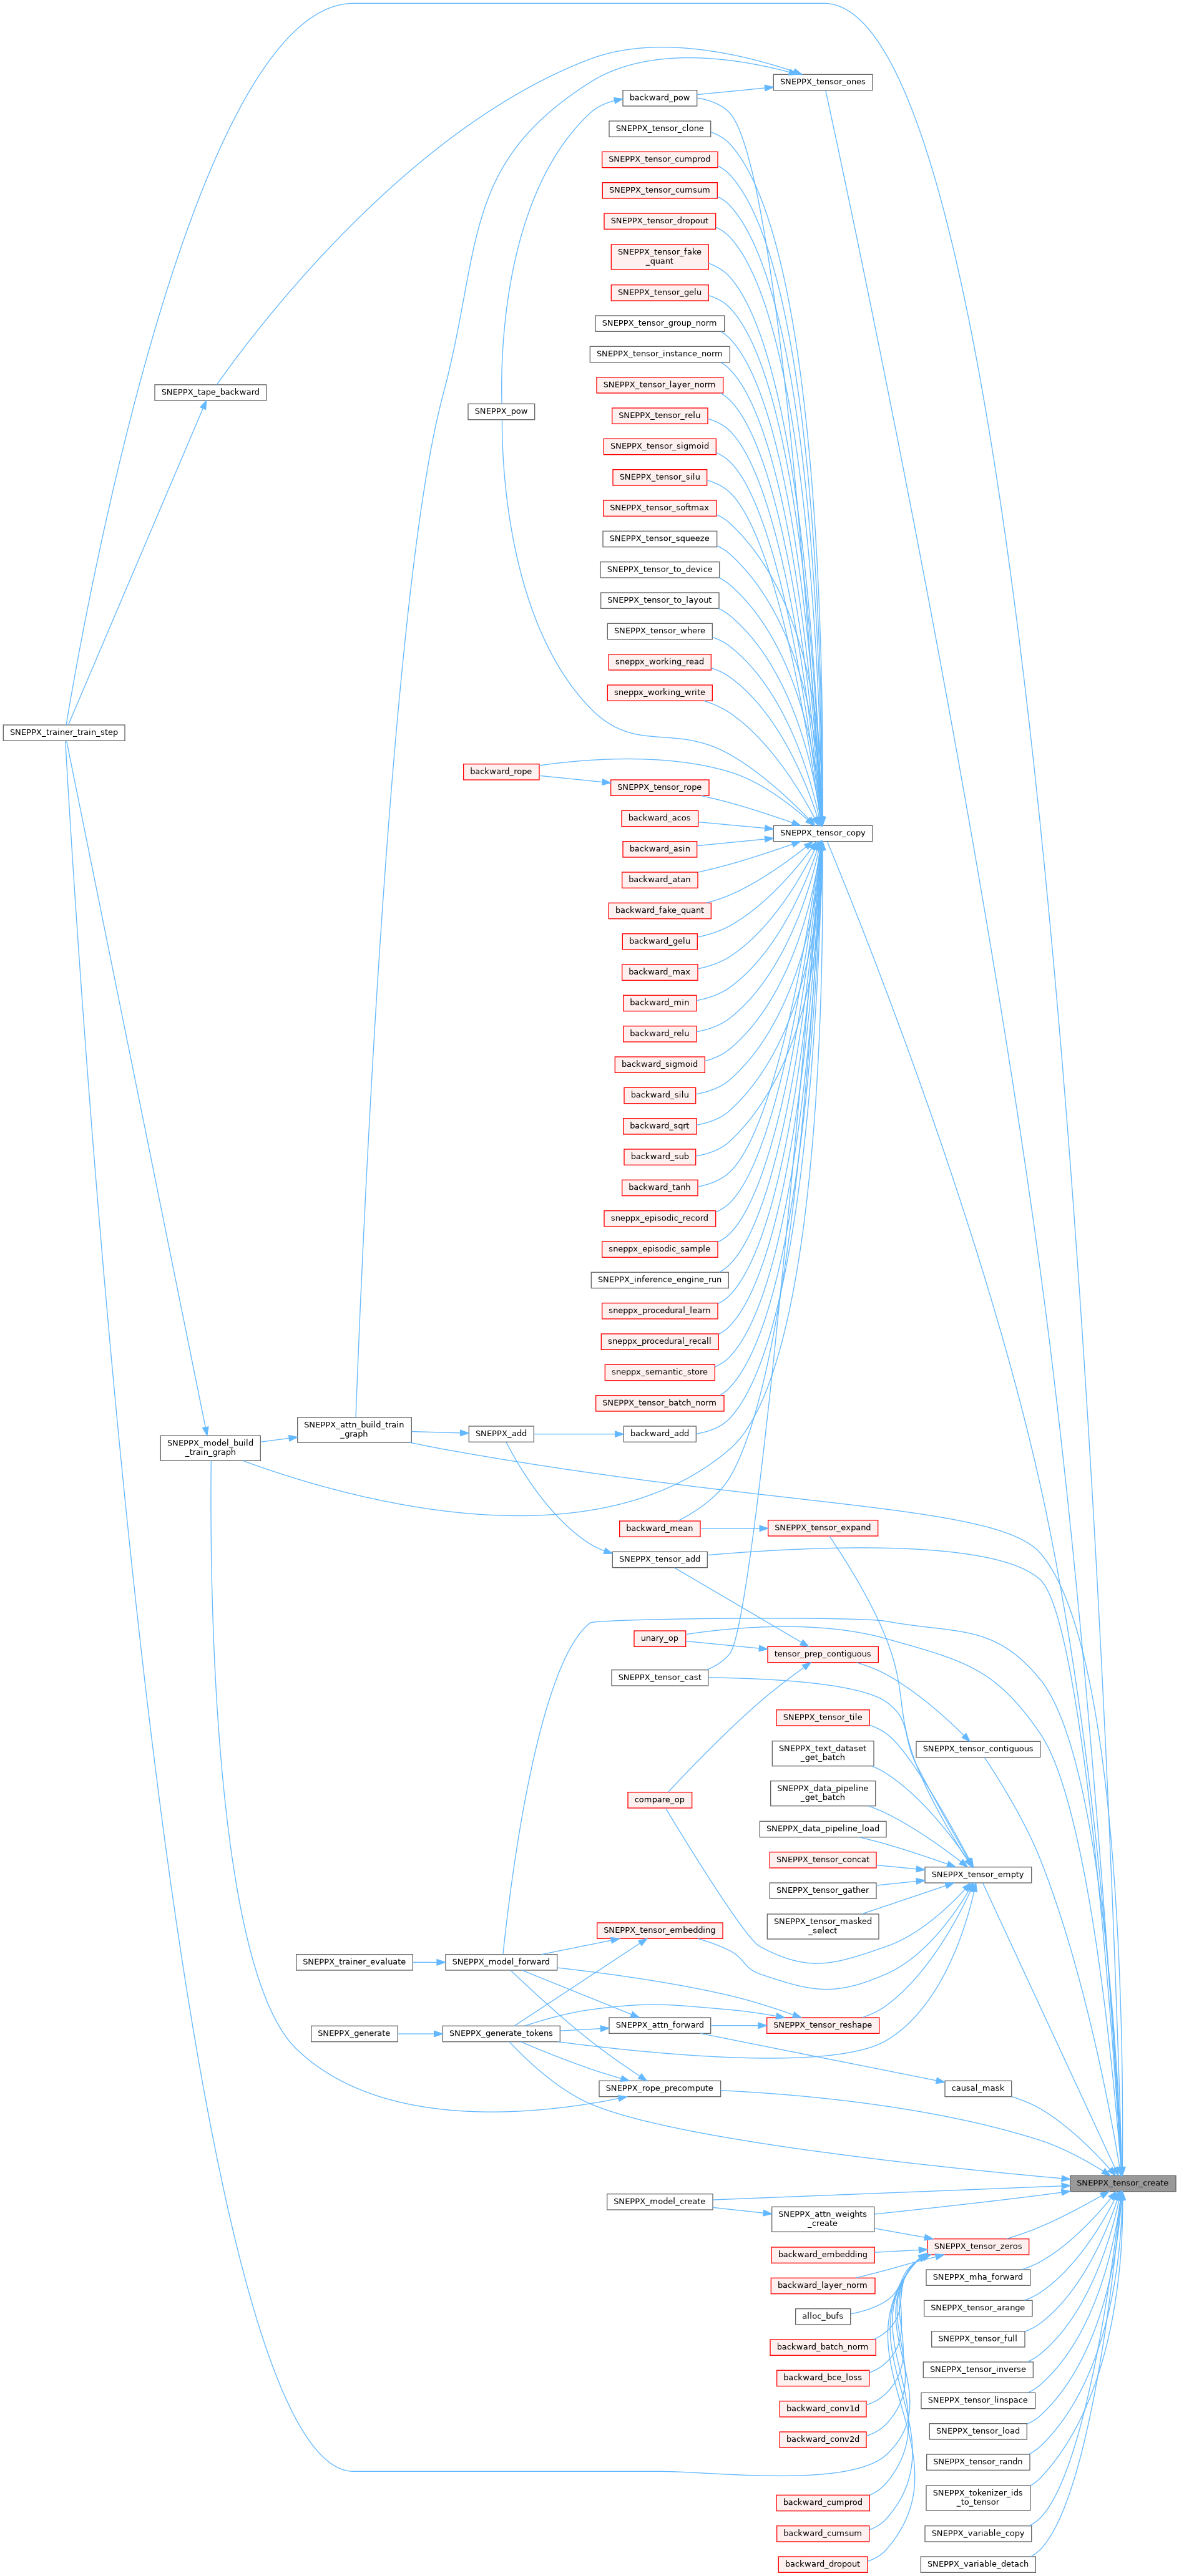 SNEPPX_tensor_ones
backward_pow
SNEPPX_tensor_clone
SNEPPX_tensor_cumprod
SNEPPX_tensor_cumsum
SNEPPX_tensor_dropout
SNEPPX_tensor_fake
_quant
SNEPPX_tensor_gelu
SNEPPX_tensor_group_norm
SNEPPX_tensor_instance_norm
SNEPPX_tensor_layer_norm
SNEPPX_tape_backward
SNEPPX_pow
SNEPPX_tensor_relu
SNEPPX_tensor_sigmoid
SNEPPX_tensor_silu
SNEPPX_tensor_softmax
SNEPPX_tensor_squeeze
SNEPPX_tensor_to_device
SNEPPX_tensor_to_layout
SNEPPX_tensor_where
sneppx_working_read
sneppx_working_write
SNEPPX_trainer_train_step
backward_rope
SNEPPX_tensor_rope
backward_acos
SNEPPX_tensor_copy
backward_asin
backward_atan
backward_fake_quant
backward_gelu
backward_max
backward_min
backward_relu
backward_sigmoid
backward_silu
backward_sqrt
backward_sub
backward_tanh
sneppx_episodic_record
sneppx_episodic_sample
SNEPPX_inference_engine_run
sneppx_procedural_learn
sneppx_procedural_recall
sneppx_semantic_store
SNEPPX_tensor_batch_norm
SNEPPX_attn_build_train
_graph
SNEPPX_add
backward_add
SNEPPX_model_build
_train_graph
backward_mean
SNEPPX_tensor_expand
SNEPPX_tensor_add
unary_op
tensor_prep_contiguous
SNEPPX_tensor_cast
SNEPPX_tensor_tile
SNEPPX_text_dataset
_get_batch
SNEPPX_tensor_contiguous
SNEPPX_data_pipeline
_get_batch
compare_op
SNEPPX_data_pipeline_load
SNEPPX_tensor_concat
SNEPPX_tensor_empty
SNEPPX_tensor_gather
SNEPPX_tensor_masked
_select
SNEPPX_tensor_embedding
SNEPPX_trainer_evaluate
SNEPPX_model_forward
SNEPPX_generate
SNEPPX_generate_tokens
SNEPPX_attn_forward
SNEPPX_tensor_reshape
SNEPPX_rope_precompute
causal_mask
SNEPPX_tensor_create
SNEPPX_model_create
SNEPPX_attn_weights
_create
SNEPPX_tensor_zeros
backward_embedding
SNEPPX_mha_forward
backward_layer_norm
SNEPPX_tensor_arange
alloc_bufs
SNEPPX_tensor_full
backward_batch_norm
SNEPPX_tensor_inverse
backward_bce_loss
SNEPPX_tensor_linspace
backward_conv1d
SNEPPX_tensor_load
backward_conv2d
SNEPPX_tensor_randn
SNEPPX_tokenizer_ids
_to_tensor
backward_cumprod
SNEPPX_variable_copy
backward_cumsum
SNEPPX_variable_detach
backward_dropout